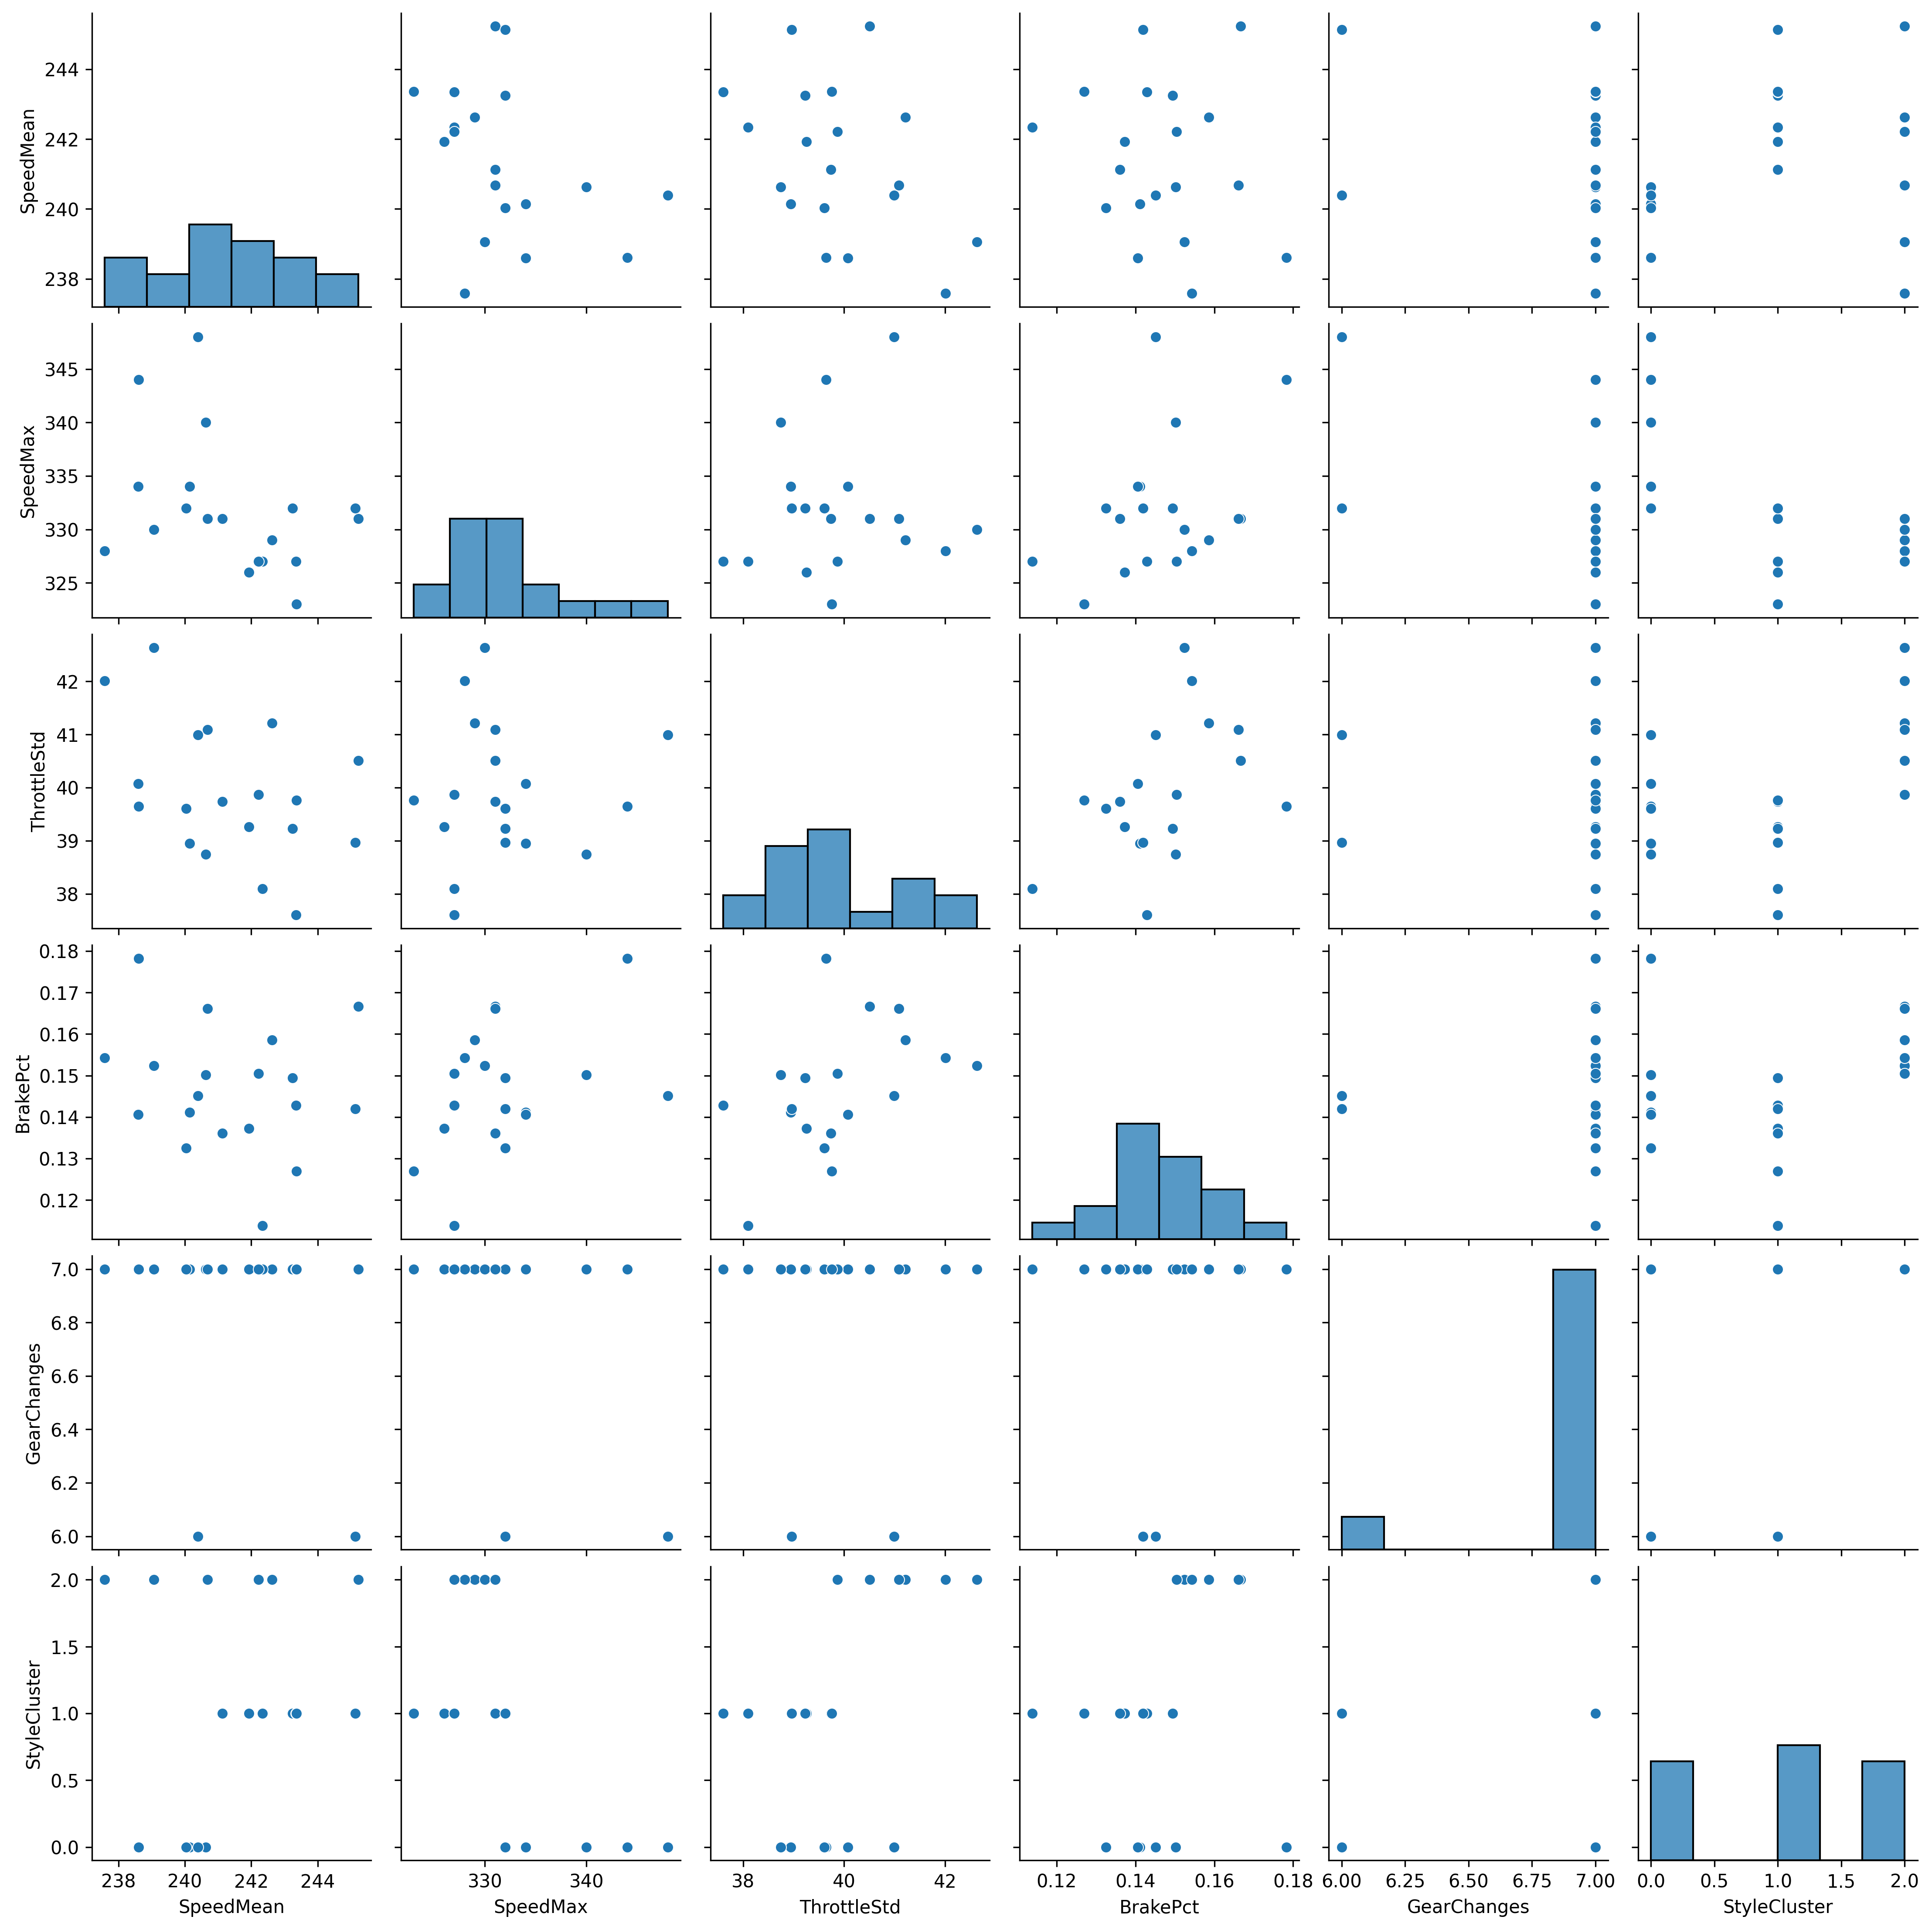 244
242
240
238
SpeedMean
345
340
335
330
325
SpeedMax
42
41
40
39
38
ThrottleStd
0.18
0.17
0.16
0.15
0.14
0.13
0.12
BrakePct
7.0
6.8
6.6
6.4
6.2
6.0
GearChanges
2.0
1.5
1.0
0.5
0.0
StyleCluster
238 240 242 244
SpeedMean
330 340
SpeedMax
38 40 42
ThrottleStd
0.12 0.14 0.16 0.18
BrakePct
6.00 6.25 6.50 6.75 7.00
GearChanges
0.0 0.5 1.0 1.5 2.0
StyleCluster